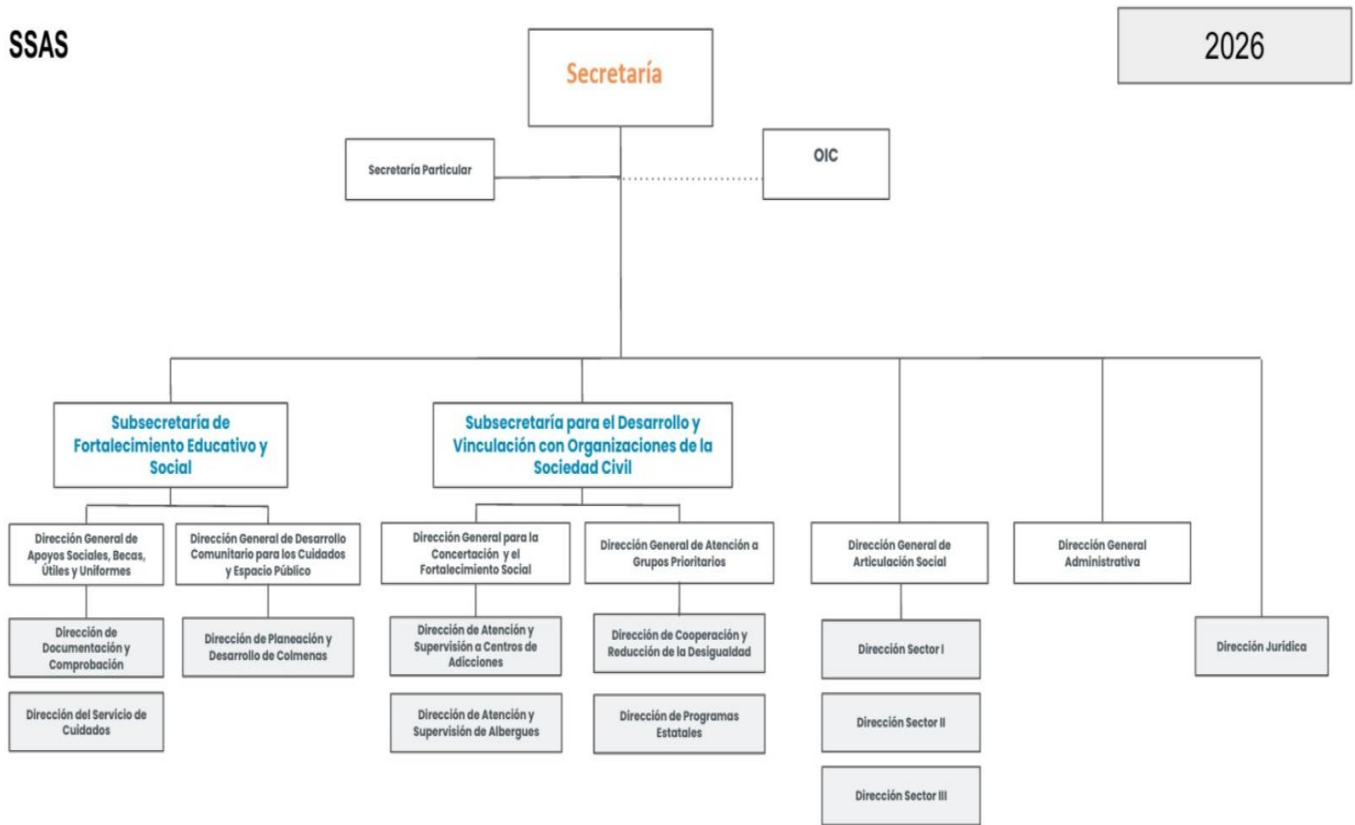 SSAS
2026
Secretaría
Secretaría Particular
OIC
Subsecretaría de
Fortalecimiento Educativo y
Social
Subsecretaría para el Desarrollo y
Vinculación con Organizaciones de la
Sociedad Civil
Dirección General de
Apoyos Sociales, Becas,
Útiles y Uniformes
Dirección General de Desarrollo
Comunitario para los Cuidados
y Espacio Público
Dirección General para la
Concertación y el
Fortalecimiento Social
Dirección General de Atención a
Grupos Prioritarios
Dirección General de
Articulación Social
Dirección General
Administrativa
Dirección de
Documentación y
Comprobación
Dirección de Planeación y
Desarrollo de Colmenas
Dirección de Atención y
Supervisión a Centros de
Adicciones
Dirección de Cooperación y
Reducción de la Desigualdad
Dirección Sector I
Dirección Jurídica
Dirección del Servicio de
Cuidados
Dirección de Atención y
Supervisión de Albergues
Dirección de Programas
Estatales
Dirección Sector II
Dirección Sector III